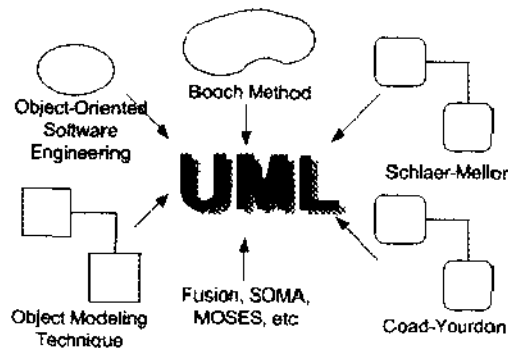 Object-Oriented
Software
Engineering
Booch Method
Schlaer-Mellor
UML
Object Modeling
Technique
Fusion, SOMA,
MOSES, etc
Coad-Yourdon